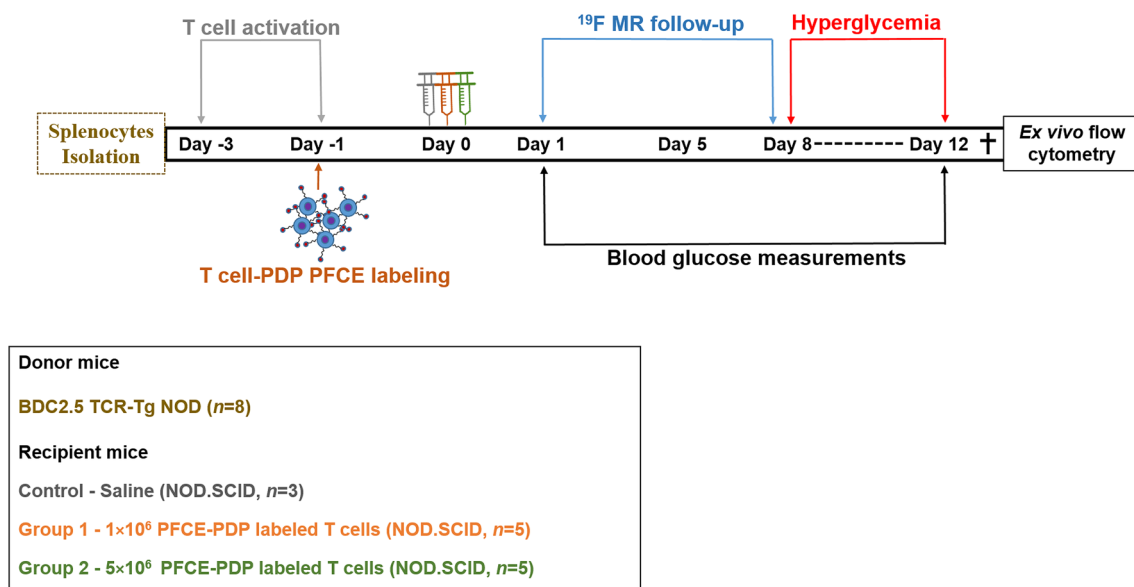 T cell activation
¹⁹F MR follow-up
Hyperglycemia
Splenocytes
Isolation
Day -3
Day -1
Day 0
Day 1
Day 5
Day 8---------- Day 12 †
Ex vivo flow
cytometry
T cell-PDP PFCE labeling
Blood glucose measurements
Donor mice
BDC2.5 TCR-Tg NOD (n=8)
Recipient mice
Control - Saline (NOD.SCID, n=3)
Group 1 - 1×10⁶ PFCE-PDP labeled T cells (NOD.SCID, n=5)
Group 2 - 5×10⁶ PFCE-PDP labeled T cells (NOD.SCID, n=5)